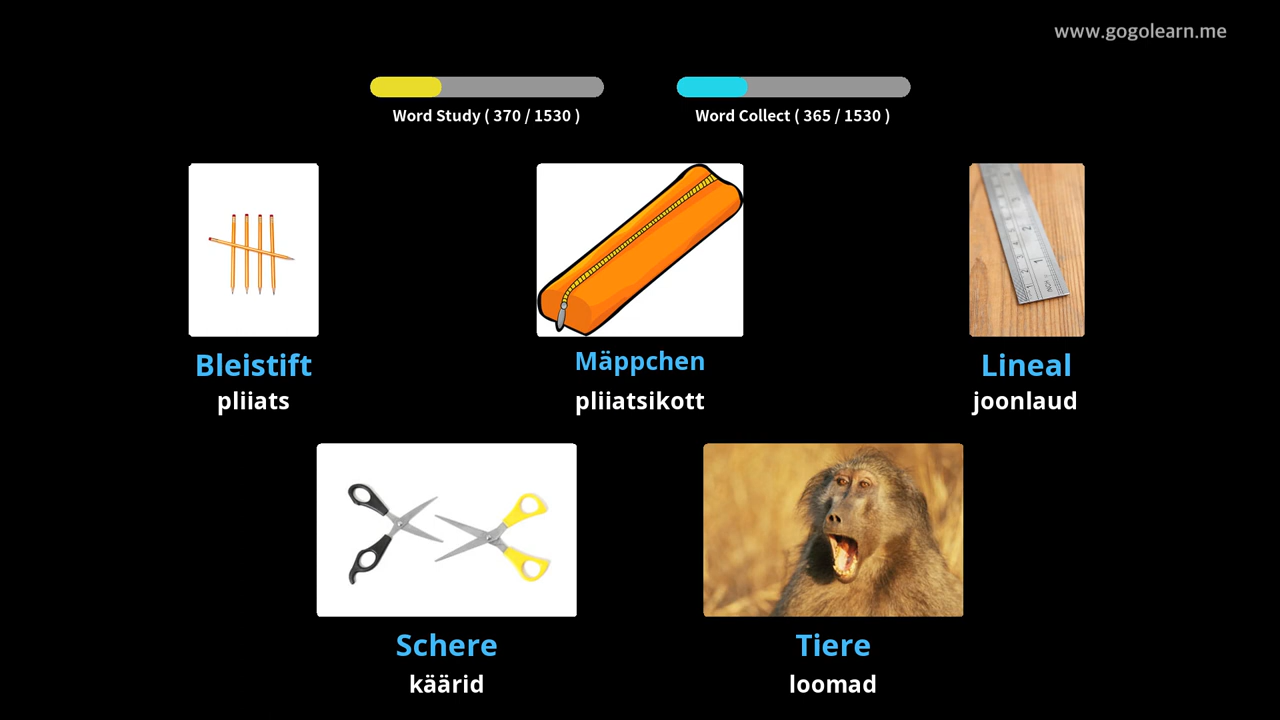 www.gogolearn.me
Word Study ( 370 / 1530 )
Word Collect ( 365 / 1530 )
Bleistift
pliiats
Mäppchen
pliiatsikott
Lineal
joonlaud
Schere
käärid
Tiere
loomad